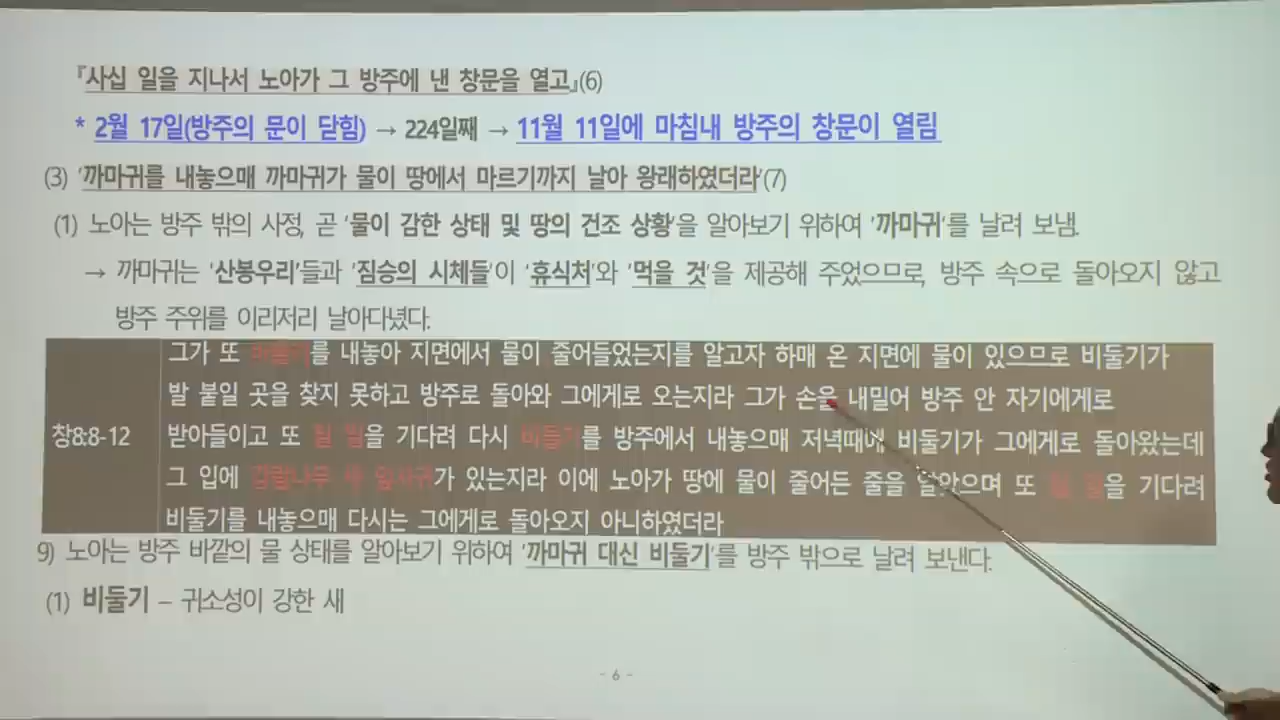 『사십 일을 지나서 노아가 그 방주에 낸 창문을 열고』(6)
* 2월 17일(방주의 문이 닫힘) → 224일째 → 11월 11일에 마침내 방주의 창문이 열림
(3) '까마귀를 내놓으매 까마귀가 물이 땅에서 마르기까지 날아 왕래하였더라'(7)
(1) 노아는 방주 밖의 사정, 곧 '물이 감한 상태 및 땅의 건조 상황'을 알아보기 위하여 '까마귀'를 날려 보냄.
→ 까마귀는 '산봉우리'들과 '짐승의 시체들'이 '휴식처'와 '먹을 것'을 제공해 주었으므로, 방주 속으로 돌아오지 않고
방주 주위를 이리저리 날아다녔다.
창8:8-12
그가 또 비둘기를 내놓아 지면에서 물이 줄어들었는지를 알고자 하매 온 지면에 물이 있으므로 비둘기가
발 붙일 곳을 찾지 못하고 방주로 돌아와 그에게로 오는지라 그가 손을 내밀어 방주 안 자기에게로
받아들이고 또 칠 일을 기다려 다시 비둘기를 방주에서 내놓으매 저녁때에 비둘기가 그에게로 돌아왔는데
그 입에 감람나무 새 잎사귀가 있는지라 이에 노아가 땅에 물이 줄어든 줄을 알았으며 또 칠 일을 기다려
비둘기를 내놓으매 다시는 그에게로 돌아오지 아니하였더라
9) 노아는 방주 바깥의 물 상태를 알아보기 위하여 '까마귀 대신 비둘기'를 방주 밖으로 날려 보낸다.
(1) 비둘기 – 귀소성이 강한 새
- 6 -